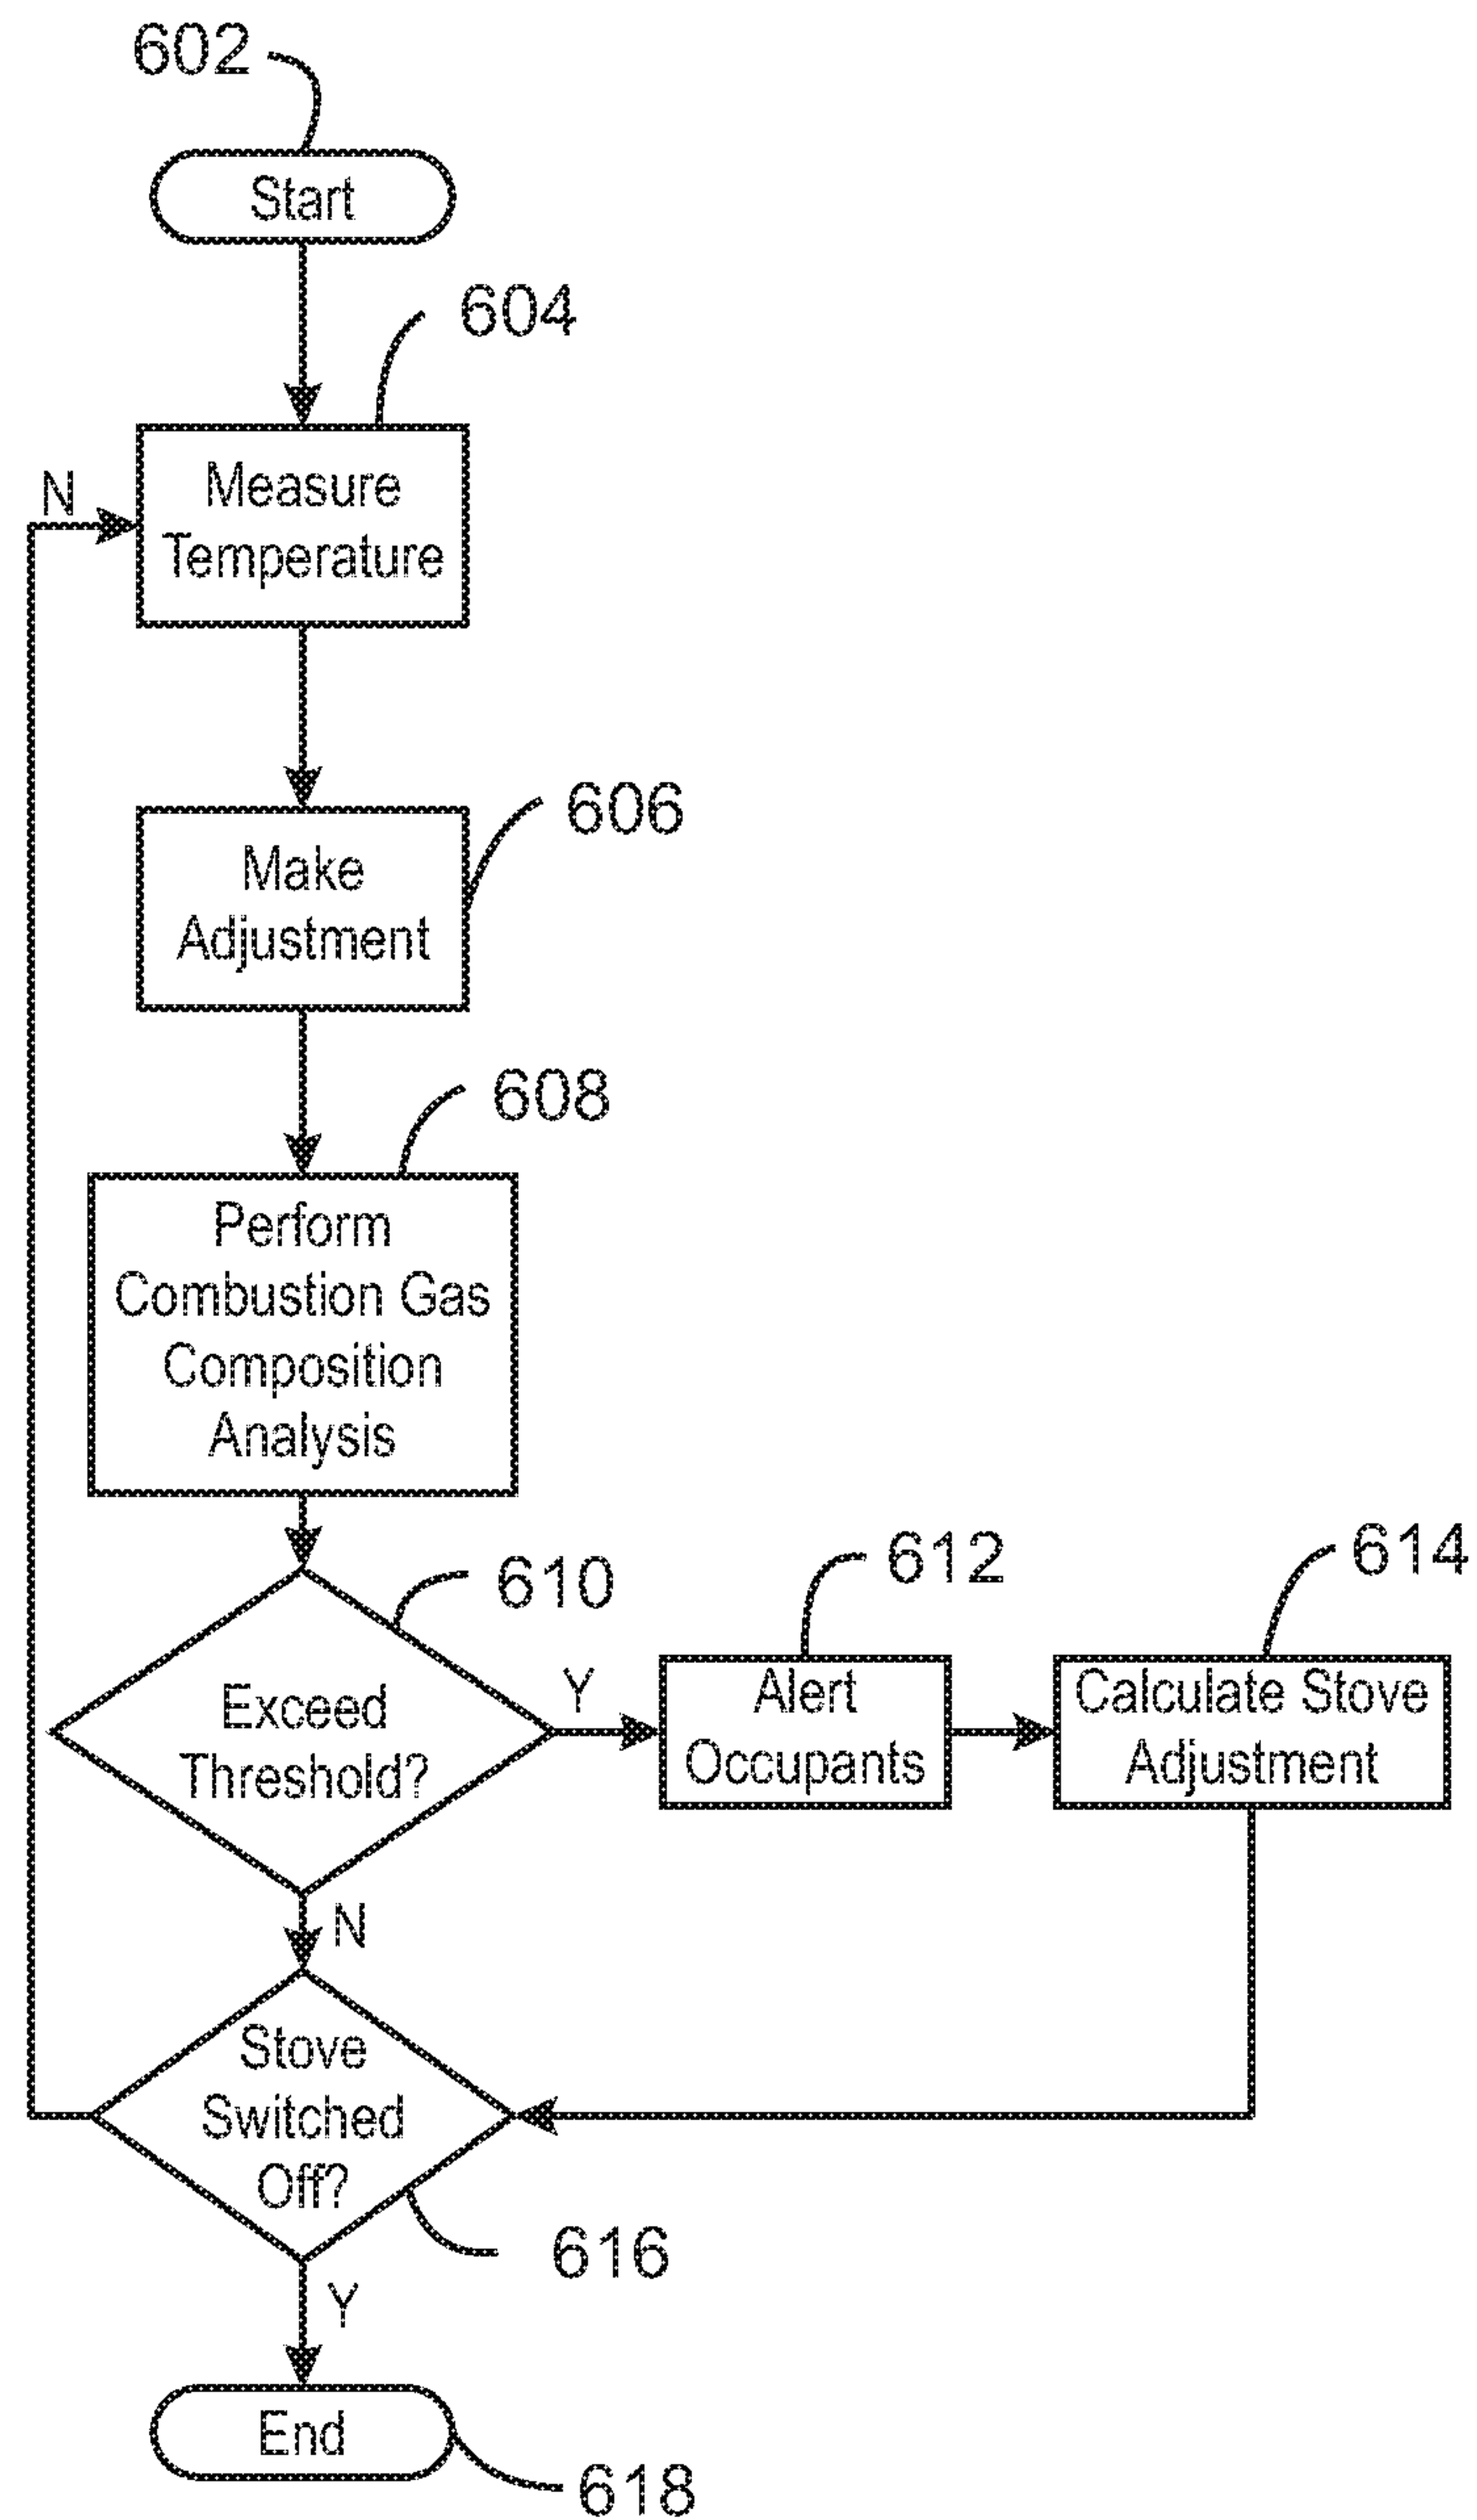 602
Start
604
N
Measure
Temperature
606
Make
Adjustment
608
Perform
Combustion Gas
Composition
Analysis
610
612
614
Exceed
Threshold?
Y
Alert
Occupants
Calculate Stove
Adjustment
N
Stove
Switched
Off?
616
Y
End
618